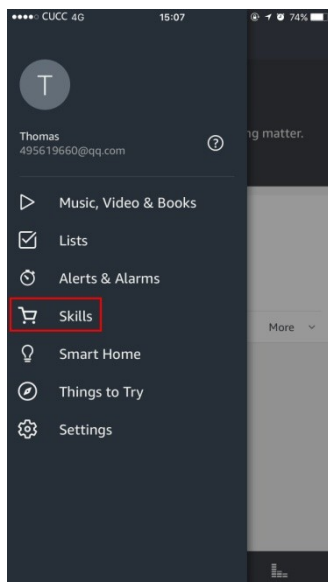 CUCC 4G 15:07 74%
T
Thomas
495619660@qq.com
ng matter.
Music, Video & Books
Lists
Alerts & Alarms
Skills
More
Smart Home
Things to Try
Settings